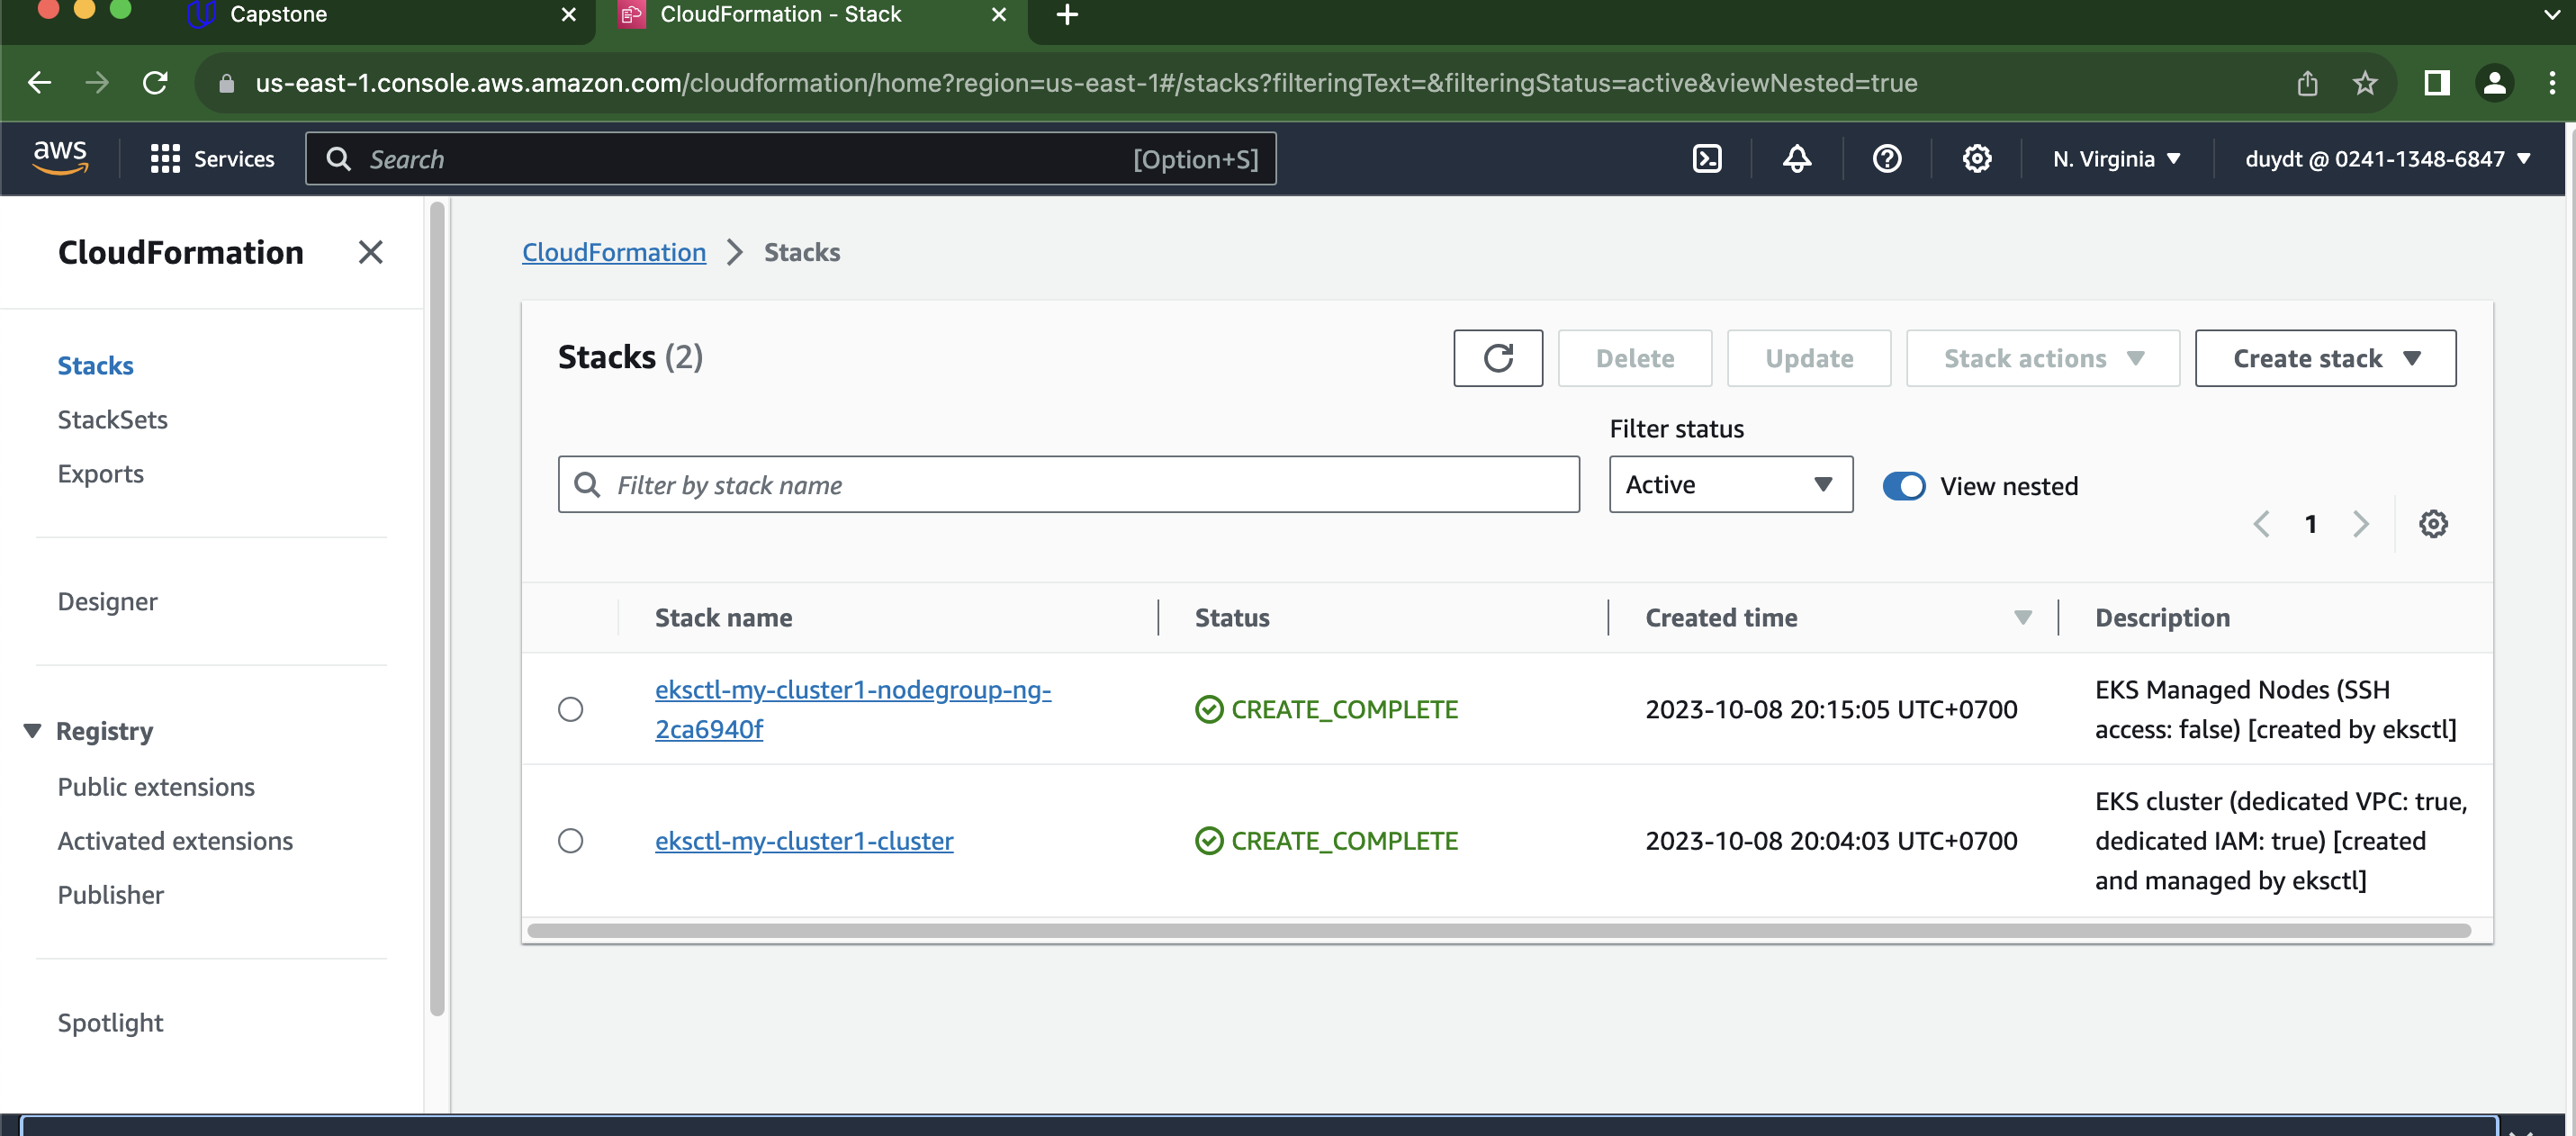 Capstone
CloudFormation - Stack
us-east-1.console.aws.amazon.com/cloudformation/home?region=us-east-1#/stacks?filteringText=&filteringStatus=active&viewNested=true
aws
Services
Search
[Option+S]
N. Virginia
duydt @ 0241-1348-6847
CloudFormation
Stacks
StackSets
Exports
Designer
Registry
Public extensions
Activated extensions
Publisher
Spotlight
CloudFormation
Stacks
Stacks (2)
Delete
Update
Stack actions
Create stack
Filter status
Filter by stack name
Active
View nested
1
Stack name
Status
Created time
Description
eksctl-my-cluster1-nodegroup-ng-
2ca6940f
CREATE_COMPLETE
2023-10-08 20:15:05 UTC+0700
EKS Managed Nodes (SSH
access: false) [created by eksctl]
eksctl-my-cluster1-cluster
CREATE_COMPLETE
2023-10-08 20:04:03 UTC+0700
EKS cluster (dedicated VPC: true,
dedicated IAM: true) [created
and managed by eksctl]